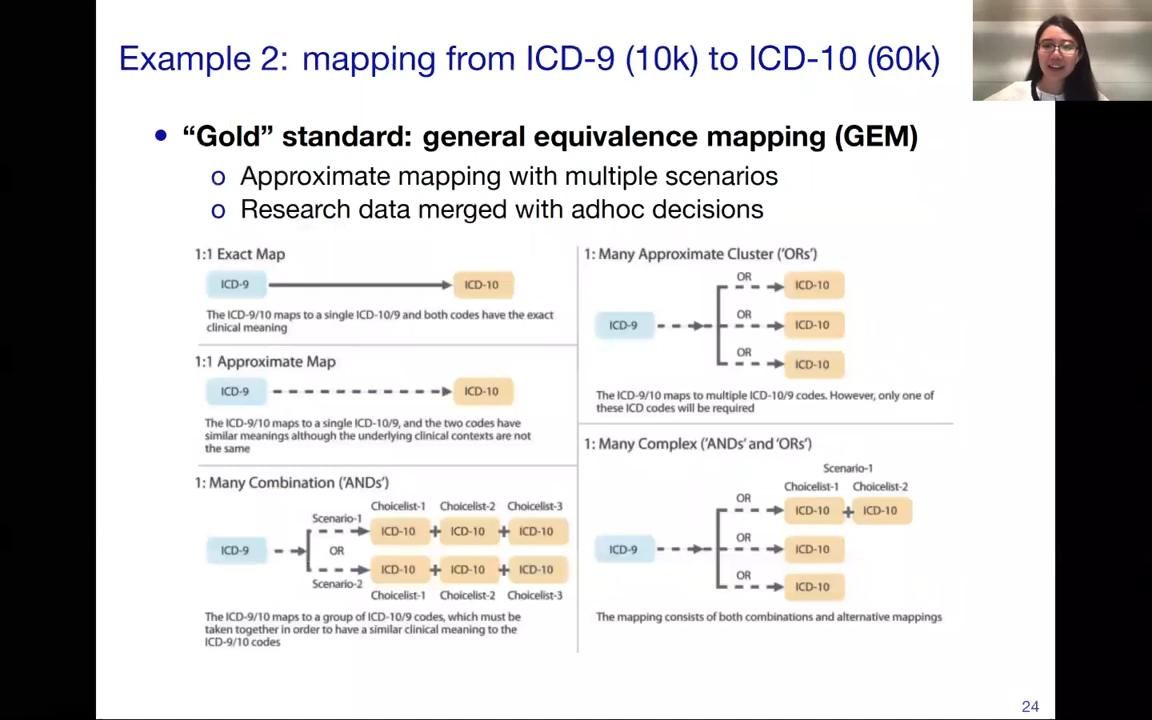 Example 2: mapping from ICD-9 (10k) to ICD-10 (60k)
• “Gold” standard: general equivalence mapping (GEM)
o Approximate mapping with multiple scenarios
o Research data merged with adhoc decisions
1:1 Exact Map
ICD-9
ICD-10
The ICD-9/10 maps to a single ICD-10/9 and both codes have the exact
clinical meaning
1:1 Approximate Map
ICD-9
ICD-10
The ICD-9/10 maps to a single ICD-10/9, and the two codes have
similar meanings although the underlying clinical contexts are not
the same
1: Many Combination ('ANDs')
Choicelist-1 Choicelist-2 Choicelist-3
Scenario-1
ICD-10 + ICD-10 + ICD-10
ICD-9
OR
ICD-10 + ICD-10 + ICD-10
Scenario-2
Choicelist-1 Choicelist-2 Choicelist-3
The ICD-9/10 maps to a group of ICD-10/9 codes, which must be
taken together in order to have a similar clinical meaning to the
ICD-9/10 codes
1: Many Approximate Cluster ('ORs')
OR
ICD-10
OR
ICD-9
ICD-10
OR
ICD-10
The ICD-9/10 maps to multiple ICD-10/9 codes. However, only one of
these ICD codes will be required
1: Many Complex ('ANDs' and 'ORs')
Scenario-1
Choicelist-1 Choicelist-2
OR
ICD-10 + ICD-10
OR
ICD-9
ICD-10
OR
ICD-10
The mapping consists of both combinations and alternative mappings
24